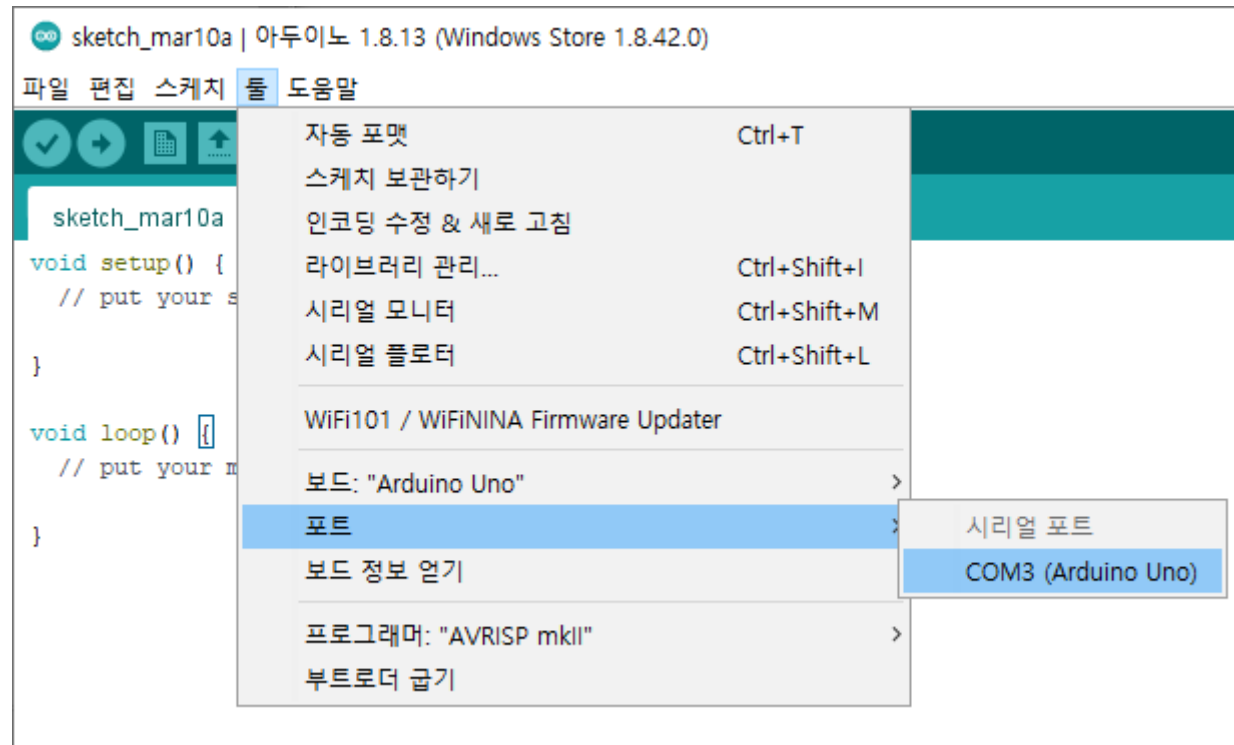 sketch_mar10a | 아두이노 1.8.13 (Windows Store 1.8.42.0)
파일 편집 스케치 툴 도움말
sketch_mar10a
void setup() {
// put your s
}
void loop() {
// put your m
}
자동 포맷 Ctrl+T
스케치 보관하기
인코딩 수정 & 새로 고침
라이브러리 관리... Ctrl+Shift+I
시리얼 모니터 Ctrl+Shift+M
시리얼 플로터 Ctrl+Shift+L
WiFi101 / WiFiNINA Firmware Updater
보드: "Arduino Uno"
포트
보드 정보 얻기
프로그래머: "AVRISP mkII"
부트로더 굽기
시리얼 포트
COM3 (Arduino Uno)